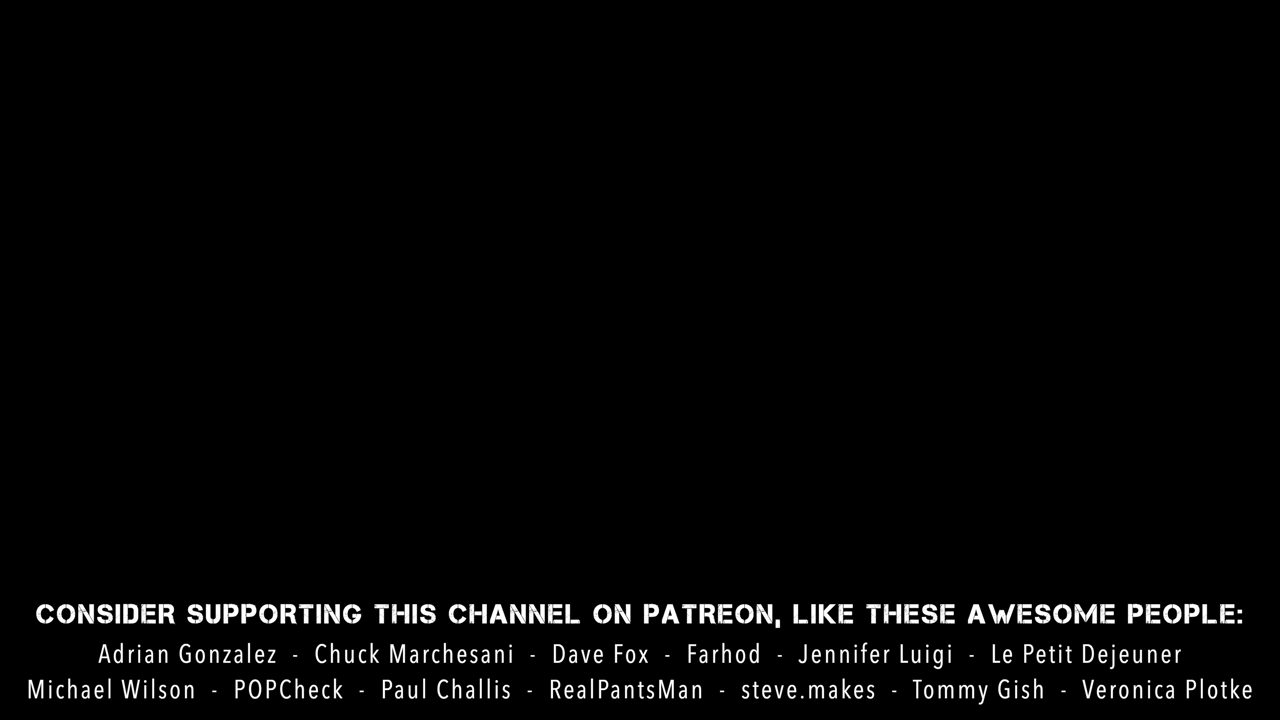 CONSIDER SUPPORTING THIS CHANNEL ON PATREON, LIKE THESE AWESOME PEOPLE:
Adrian Gonzalez - Chuck Marchesani - Dave Fox - Farhod - Jennifer Luigi - Le Petit Dejeuner
Michael Wilson - POPCheck - Paul Challis - RealPantsMan - steve.makes - Tommy Gish - Veronica Plotke